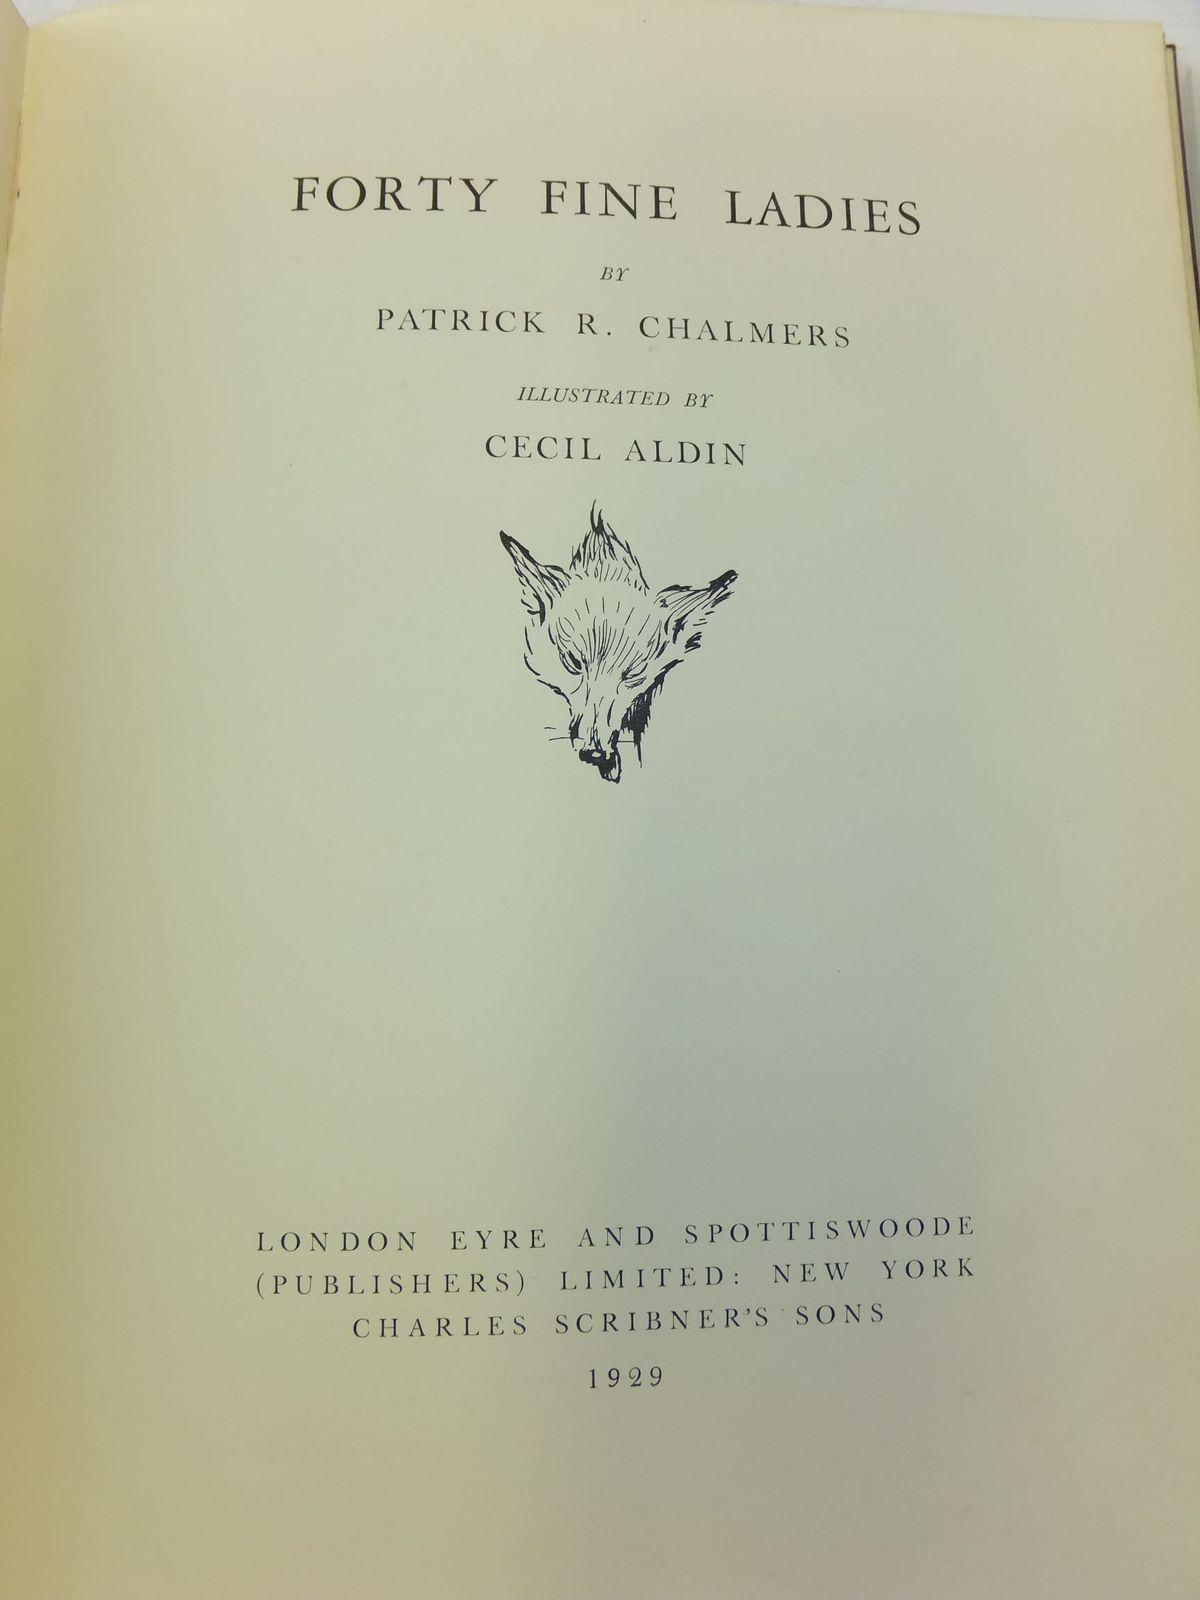 FORTY FINE LADIES
BY
PATRICK R. CHALMERS
ILLUSTRATED BY
CECIL ALDIN
LONDON EYRE AND SPOTTISWOODE
(PUBLISHERS) LIMITED: NEW YORK
CHARLES SCRIBNER'S SONS
1929